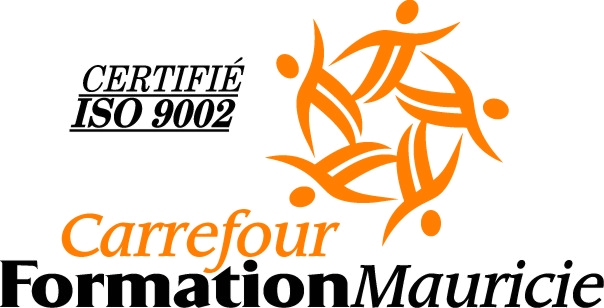 CERTIFIÉ
ISO 9002
Carrefour
FormationMauricie